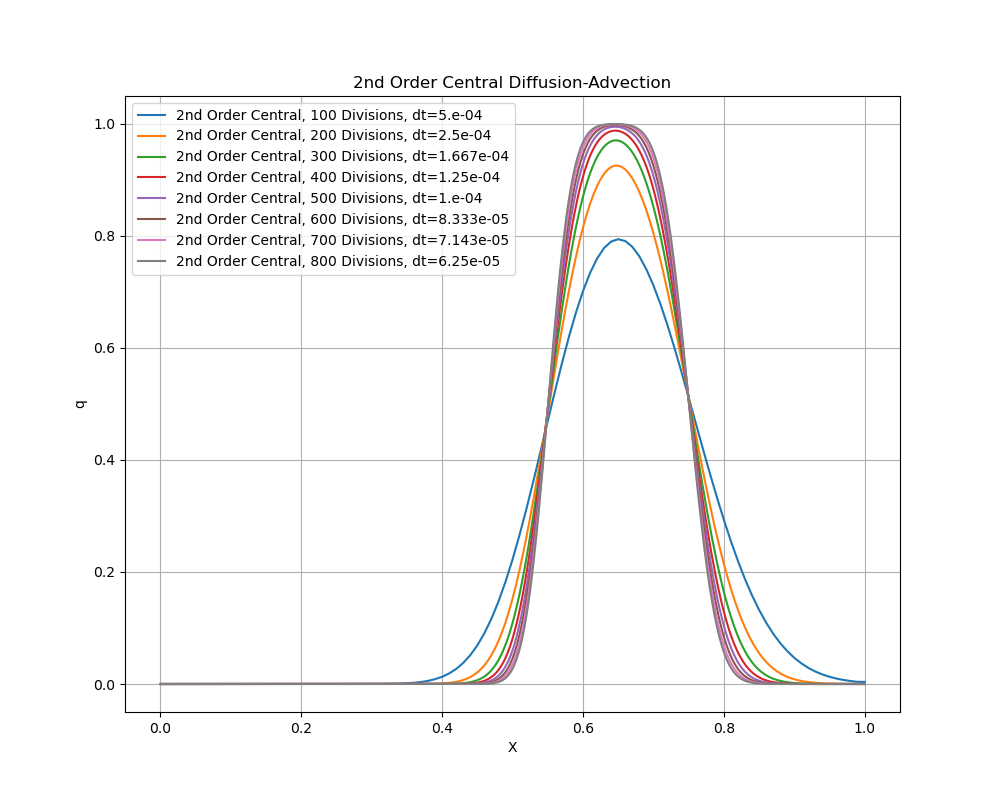 2nd Order Central Diffusion-Advection
2nd Order Central, 100 Divisions, dt=5.e-04
2nd Order Central, 200 Divisions, dt=2.5e-04
2nd Order Central, 300 Divisions, dt=1.667e-04
2nd Order Central, 400 Divisions, dt=1.25e-04
2nd Order Central, 500 Divisions, dt=1.e-04
2nd Order Central, 600 Divisions, dt=8.333e-05
2nd Order Central, 700 Divisions, dt=7.143e-05
2nd Order Central, 800 Divisions, dt=6.25e-05
1.0
0.8
0.6
0.4
0.2
0.0
q
0.0 0.2 0.4 0.6 0.8 1.0
X